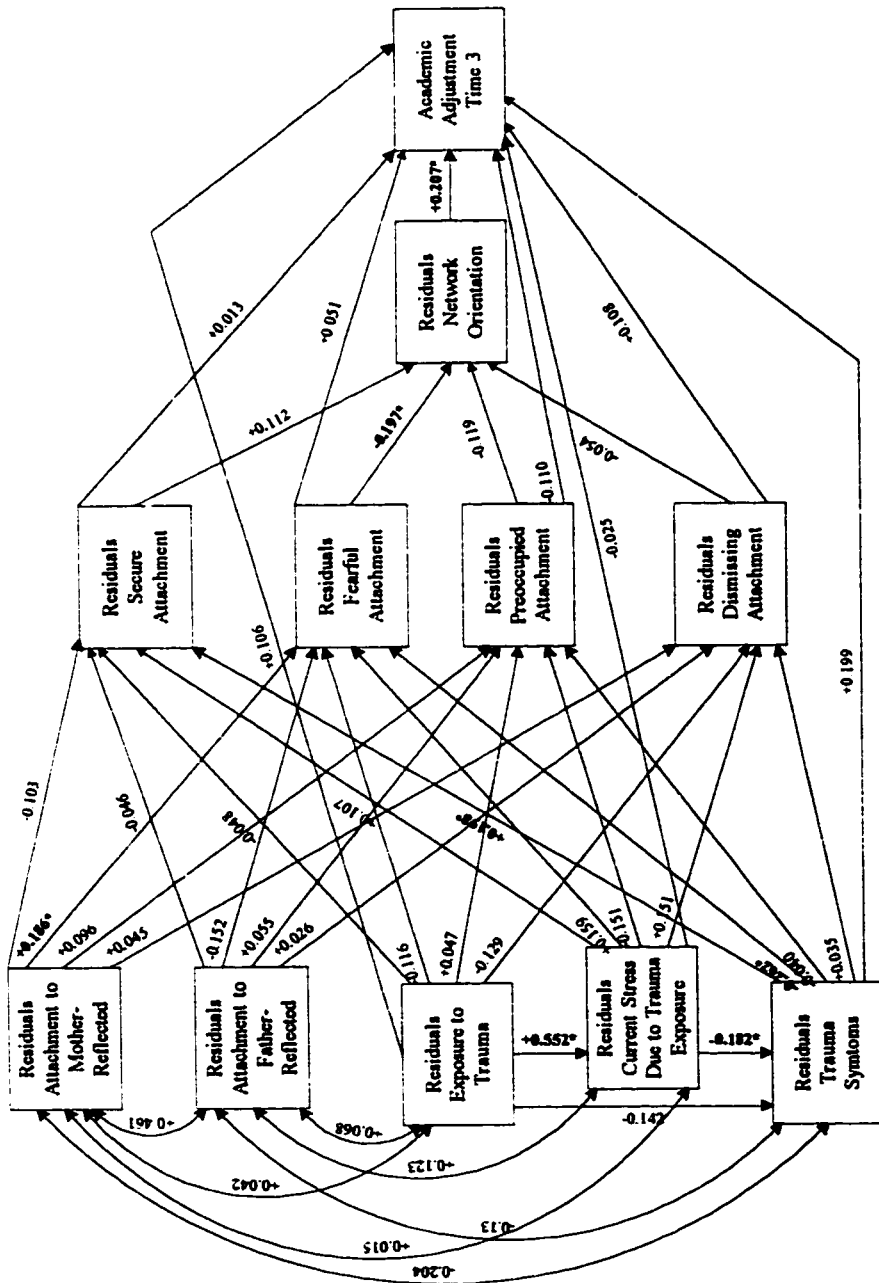 Residuals
Attachment to
Mother-
Reflected
Residuals
Attachment to
Father-
Reflected
Residuals
Exposure to
Trauma
Residuals
Current Stress
Due to Trauma
Exposure
Residuals
Trauma
Symtoms
Residuals
Secure
Attachment
Residuals
Fearful
Attachment
Residuals
Preoccupied
Attachment
Residuals
Dismissing
Attachment
Residuals
Network
Orientation
Academic
Adjustment
Time 3
-0.103
+0.186*
+0.096
+0.045
-0.046
-0.152
+0.055
+0.026
-0.048
+0.106
-0.116
+0.047
-0.129
+0.159
+0.151
+0.035
+0.461
+0.068
+0.042
+0.123
+0.015
-0.13
-0.204
+0.552*
-0.182*
-0.142
+0.112
-0.197*
-0.119
-0.054
+0.013
+0.051
-0.110
-0.025
+0.108
+0.199
+0.207*